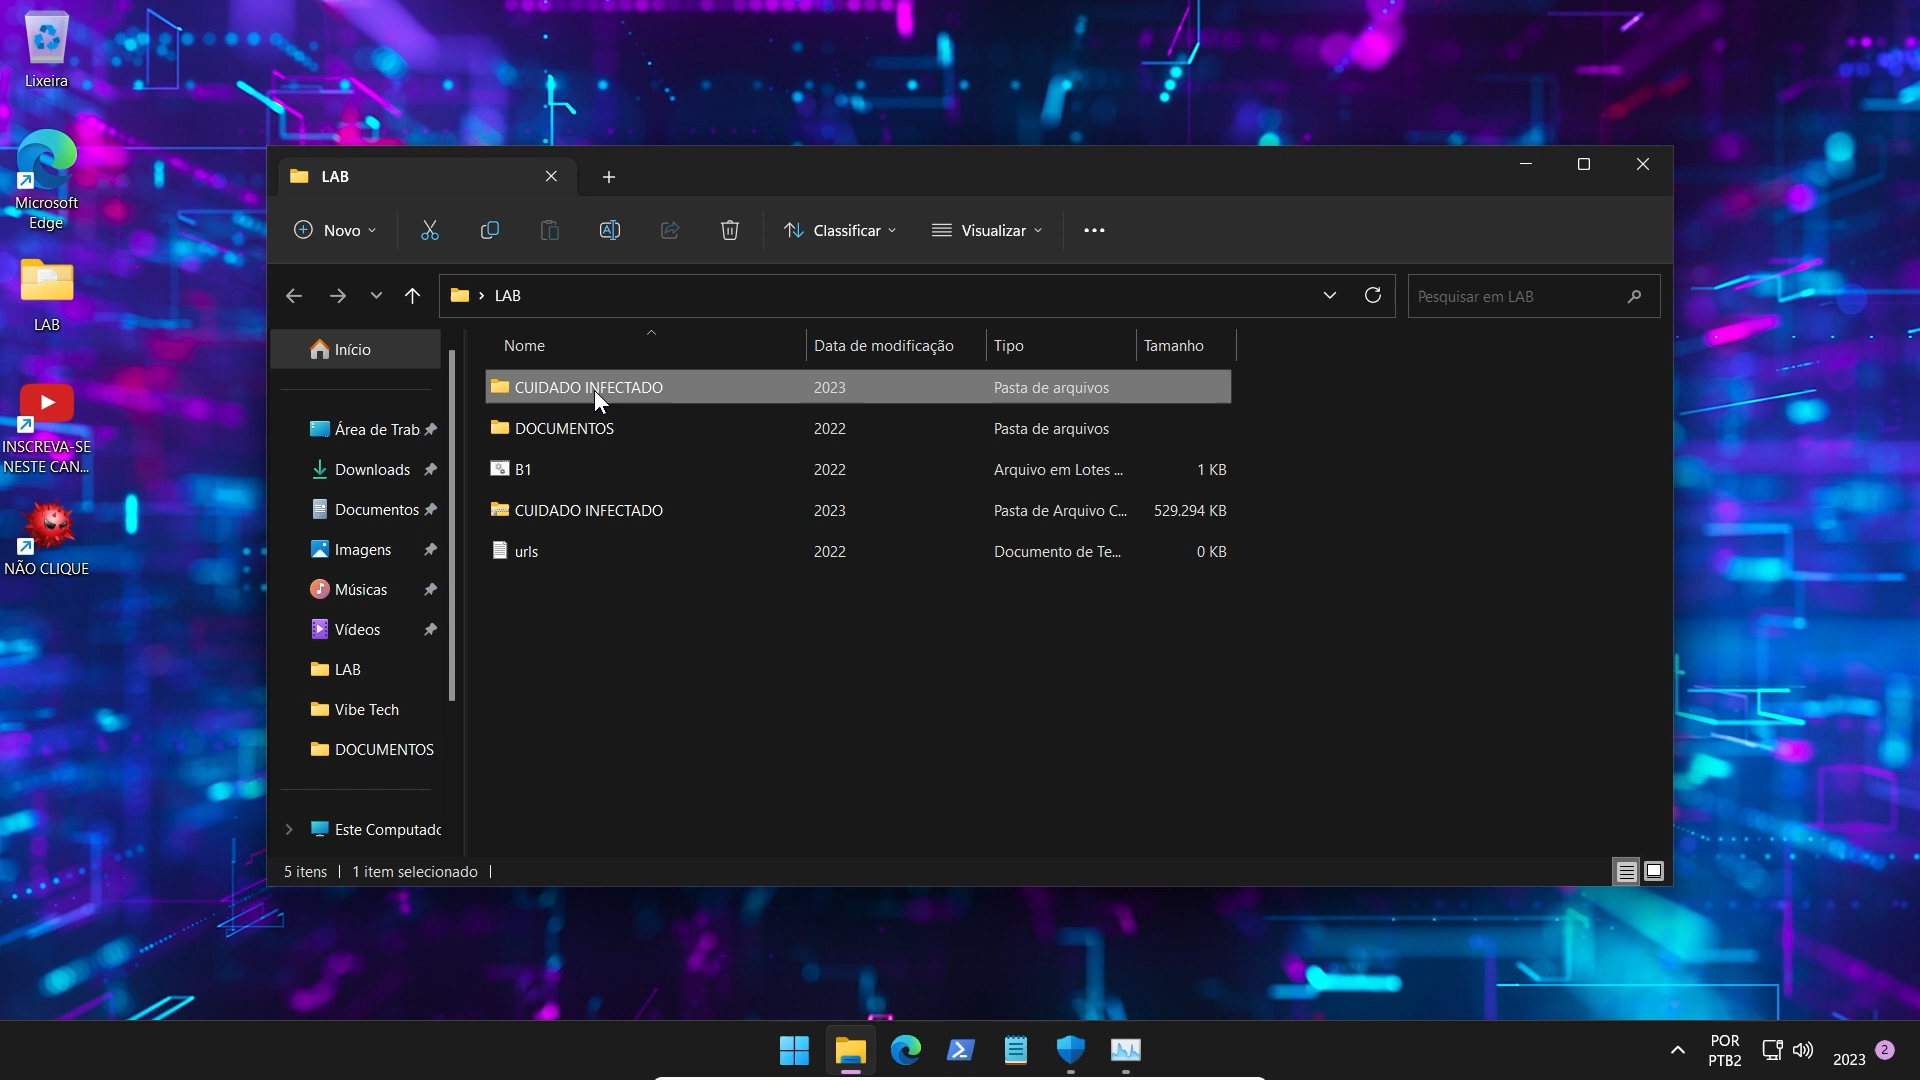 Lixeira
Microsoft
Edge
LAB
INSCREVA-SE
NESTE CAN...
NÃO CLIQUE
LAB
Novo
Classificar
Visualizar
LAB
Pesquisar em LAB
Início
Área de Trab
Downloads
Documentos
Imagens
Músicas
Vídeos
LAB
Vibe Tech
DOCUMENTOS
Este Computado
Nome Data de modificação Tipo Tamanho
CUIDADO INFECTADO 2023 Pasta de arquivos
DOCUMENTOS 2022 Pasta de arquivos
B1 2022 Arquivo em Lotes ... 1 KB
CUIDADO INFECTADO 2023 Pasta de Arquivo C... 529.294 KB
urls 2022 Documento de Te... 0 KB
5 itens 1 item selecionado
POR
PTB2
2023
2